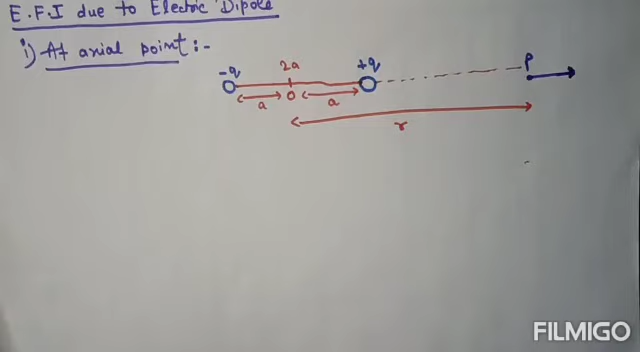 E.F.I due to Electric Dipole
i) At axial point:-
-q 2a +q P
a o a
r
FILMIGO